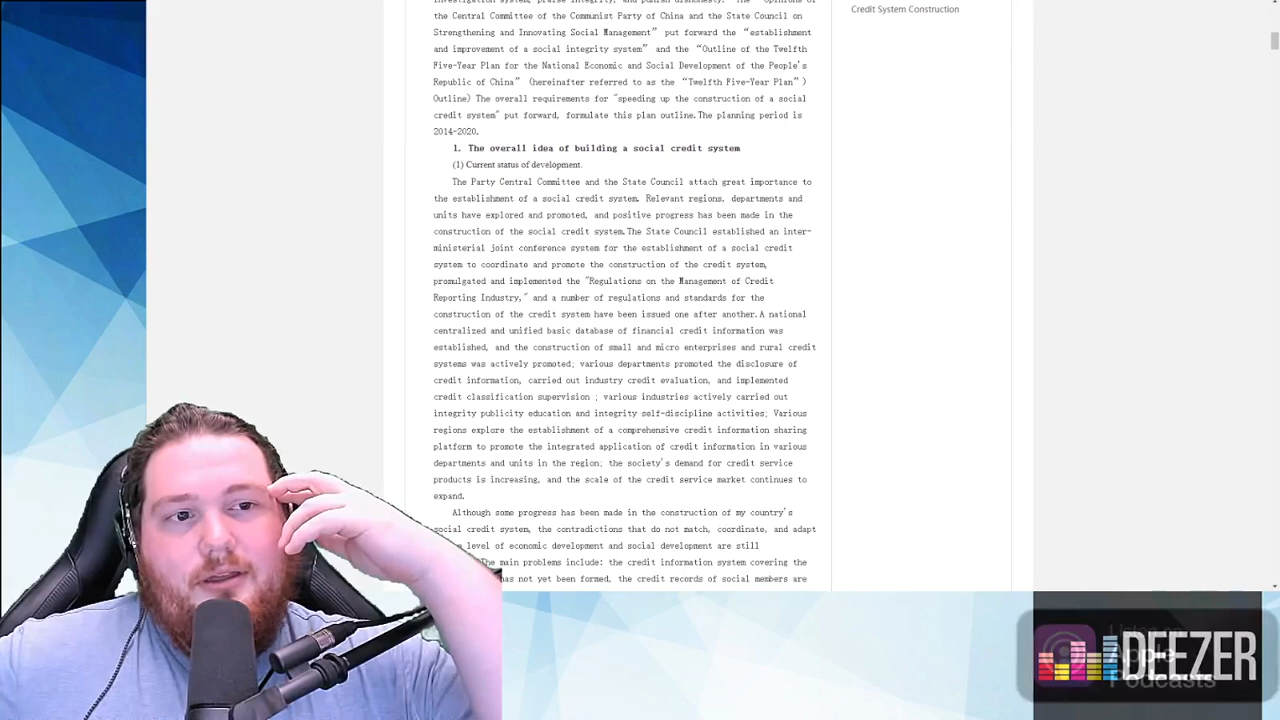 investigation system, praise integrity, and punish dishonesty. The "Opinions of
the Central Committee of the Communist Party of China and the State Council on
Strengthening and Innovating Social Management" put forward the “establishment
and improvement of a social integrity system” and the “Outline of the Twelfth
Five-Year Plan for the National Economic and Social Development of the People's
Republic of China” (hereinafter referred to as the “Twelfth Five-Year Plan”)
Outline) The overall requirements for "speeding up the construction of a social
credit system" put forward, formulate this plan outline.The planning period is
2014-2020.
1. The overall idea of building a social credit system
(1) Current status of development.
The Party Central Committee and the State Council attach great importance to
the establishment of a social credit system. Relevant regions, departments and
units have explored and promoted, and positive progress has been made in the
construction of the social credit system.The State Council established an inter-
ministerial joint conference system for the establishment of a social credit
system to coordinate and promote the construction of the credit system,
promulgated and implemented the "Regulations on the Management of Credit
Reporting Industry," and a number of regulations and standards for the
construction of the credit system have been issued one after another.A national
centralized and unified basic database of financial credit information was
established, and the construction of small and micro enterprises and rural credit
systems was actively promoted; various departments promoted the disclosure of
credit information, carried out industry credit evaluation, and implemented
credit classification supervision ; various industries actively carried out
integrity publicity education and integrity self-discipline activities; Various
regions explore the establishment of a comprehensive credit information sharing
platform to promote the integrated application of credit information in various
departments and units in the region; the society's demand for credit service
products is increasing, and the scale of the credit service market continues to
expand.
Although some progress has been made in the construction of my country's
social credit system, the contradictions that do not match, coordinate, and adapt
level of economic development and social development are still
The main problems include: the credit information system covering the
has not yet been formed, the credit records of social members are
Credit System Construction
Listen on
Apple
Podcasts
DEEZER